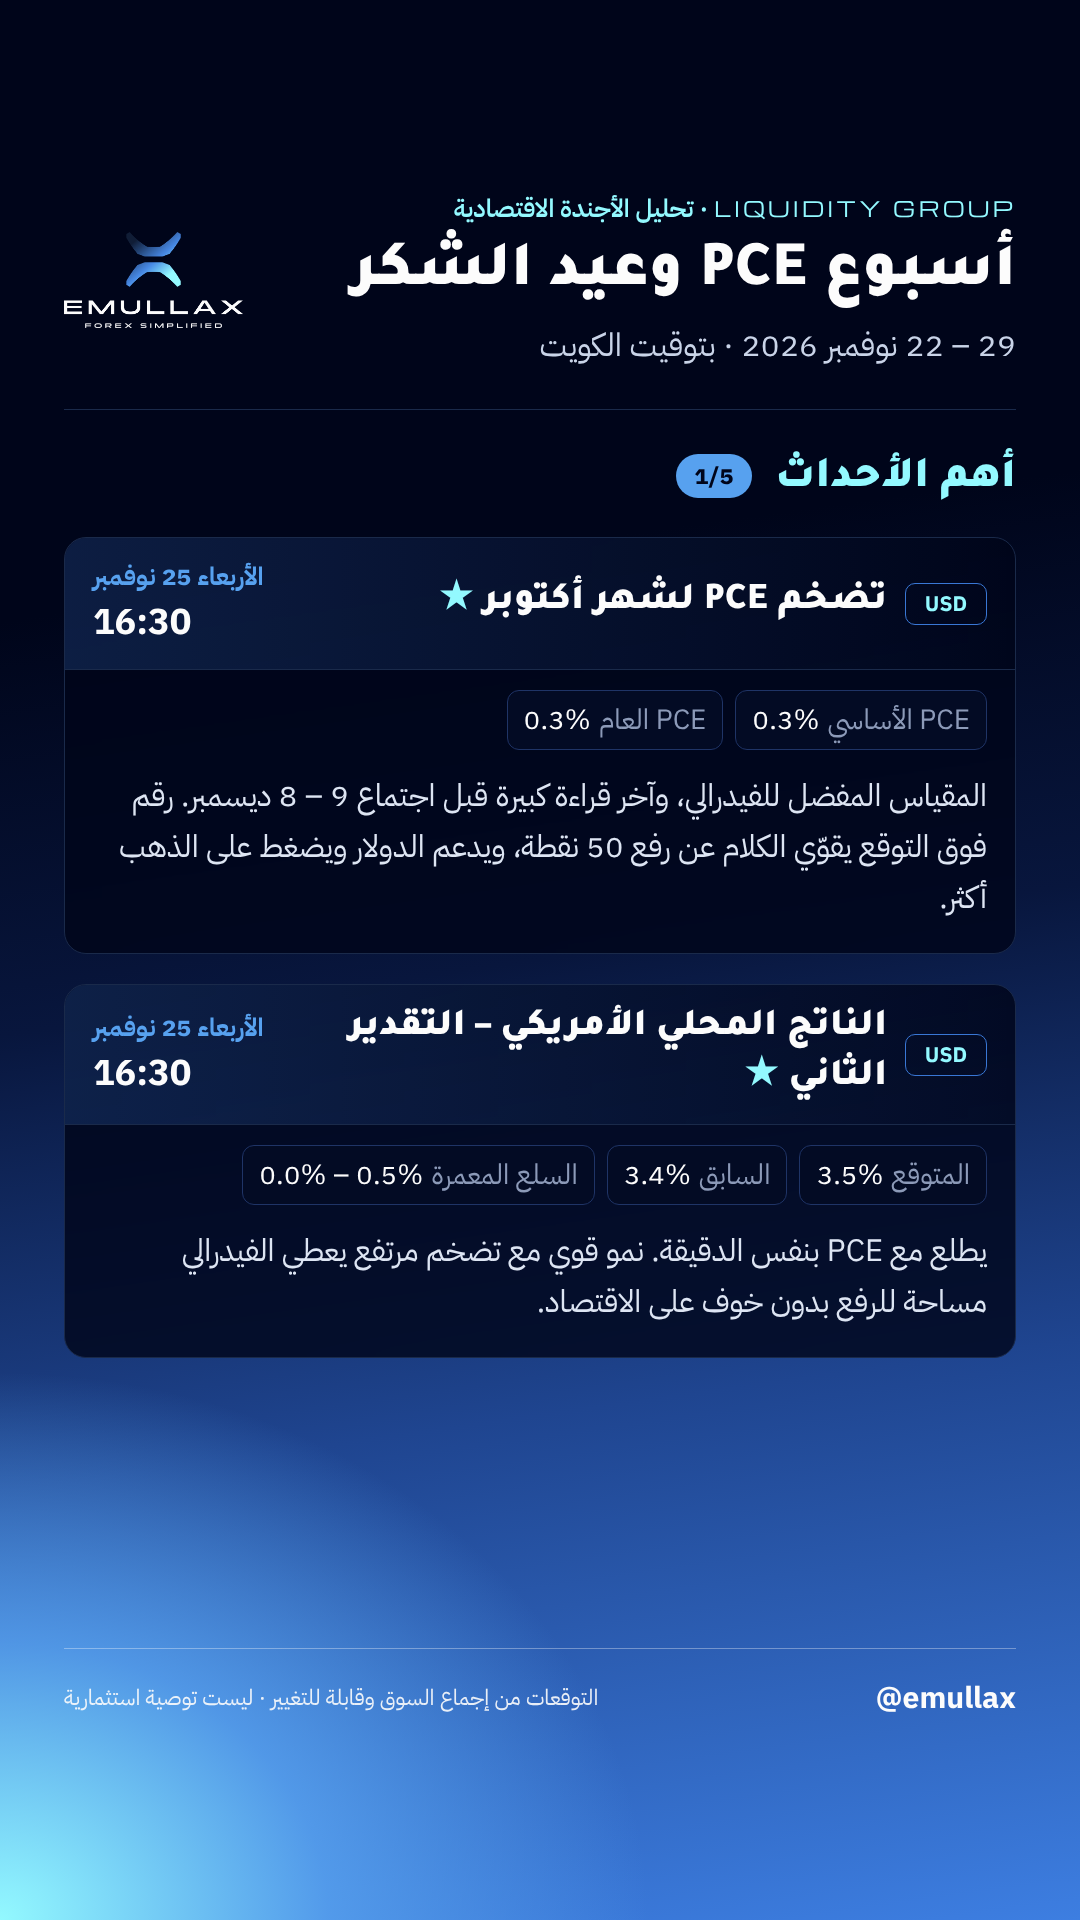 LIQUIDITY GROUP · تحليل الأجندة الاقتصادية
أسبوع PCE وعيد الشكر
EMULLAX
FOREX SIMPLIFIED
22 – 29 نوفمبر 2026 · بتوقيت الكويت
أهم الأحداث 1/5
USD تضخم PCE لشهر أكتوبر ★
الأربعاء 25 نوفمبر
16:30
PCE الأساسي 0.3% PCE العام 0.3%
المقياس المفضل للفيدرالي، وآخر قراءة كبيرة قبل اجتماع 8 – 9 ديسمبر. رقم
فوق التوقع يقوّي الكلام عن رفع 50 نقطة، ويدعم الدولار ويضغط على الذهب
أكثر.
USD الناتج المحلي الأمريكي – التقدير
الثاني ★
الأربعاء 25 نوفمبر
16:30
المتوقع 3.5% السابق 3.4% السلع المعمرة 0.0% – 0.5%
يطلع مع PCE بنفس الدقيقة. نمو قوي مع تضخم مرتفع يعطي الفيدرالي
مساحة للرفع بدون خوف على الاقتصاد.
@emullax
التوقعات من إجماع السوق وقابلة للتغيير · ليست توصية استثمارية